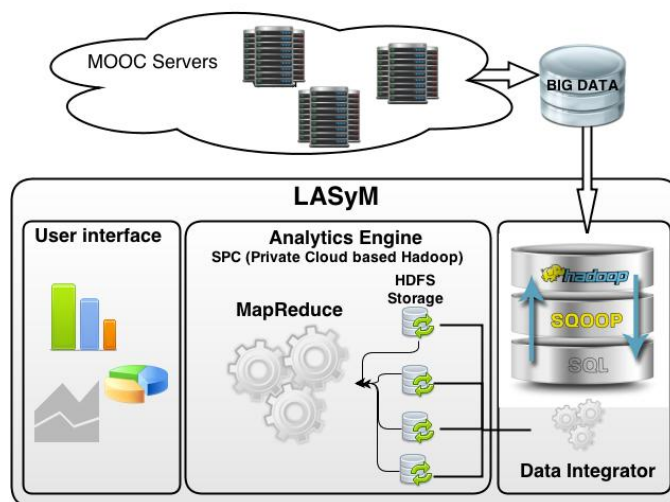 MOOC Servers
BIG DATA
LASyM
User interface
Analytics Engine
SPC (Private Cloud based Hadoop)
MapReduce
HDFS
Storage
hadoop
SQOOP
SQL
Data Integrator